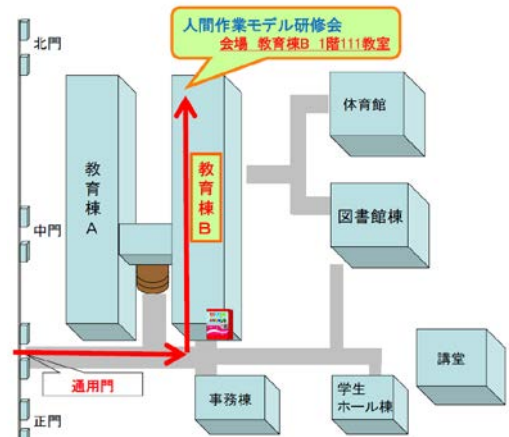 人間作業モデル研修会
会場 教育棟B 1階111教室
北門
体育館
教育棟A
教育棟B
図書館棟
中門
通用門
講堂
事務棟
学生
ホール棟
正門